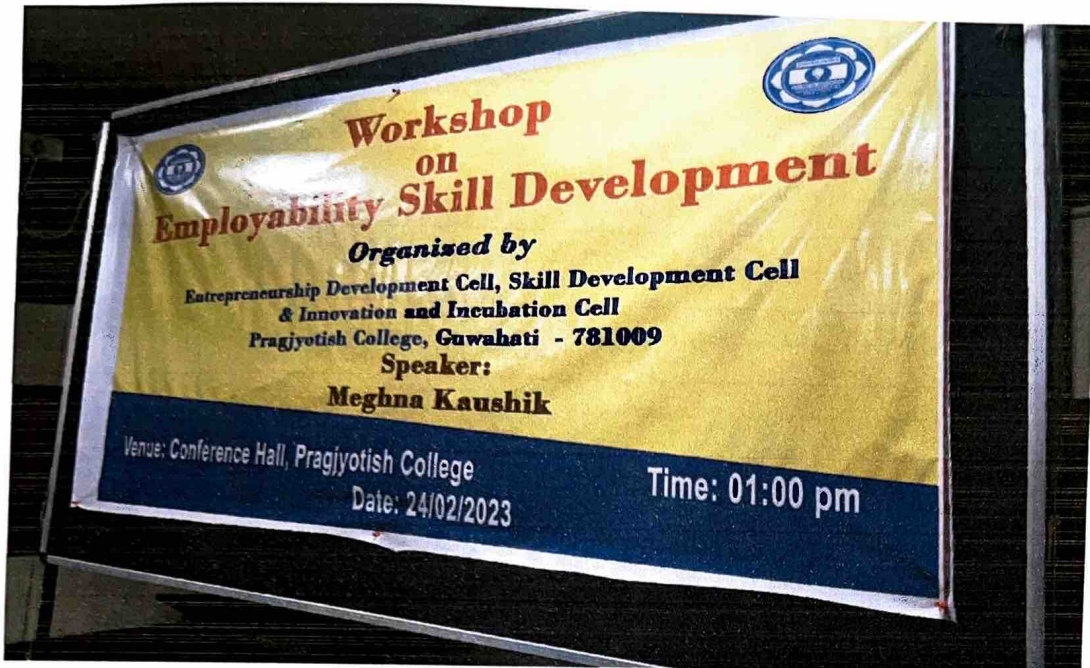 Workshop
on
Employability Skill Development
Organised by
Entrepreneurship Development Cell, Skill Development Cell
& Innovation and Incubation Cell
Pragjyotish College, Guwahati - 781009
Speaker:
Meghna Kaushik
Venue: Conference Hall, Pragjyotish College
Time: 01:00 pm
Date: 24/02/2023